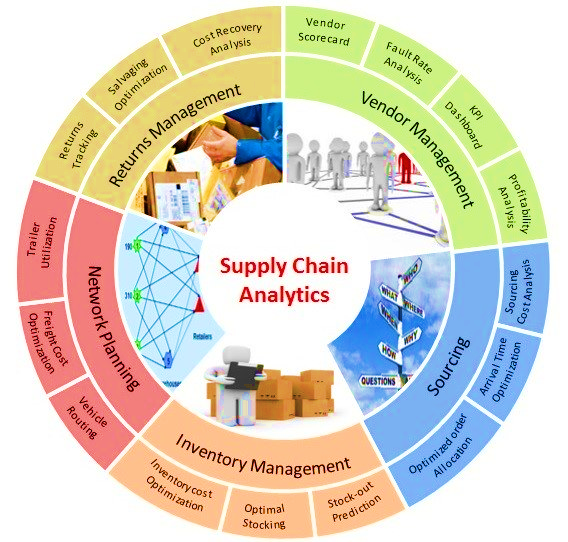 Supply Chain
Analytics
Vendor Management
Vendor
Scorecard
Fault Rate
Analysis
KPI
Dashboard
Profitability
Analysis
Sourcing
Sourcing
Cost Analysis
Arrival Time
Optimization
Optimized order
Allocation
WHO
WHAT
WHERE
WHEN
WHY
HOW
QUESTIONS
Inventory Management
Stock-out
Prediction
Optimal
Stocking
Inventory cost
Optimization
Network Planning
Vehicle
Routing
Freight Cost
Optimization
Trailer
Utilization
Retailers
Returns Management
Returns
Tracking
Salvaging
Optimization
Cost Recovery
Analysis